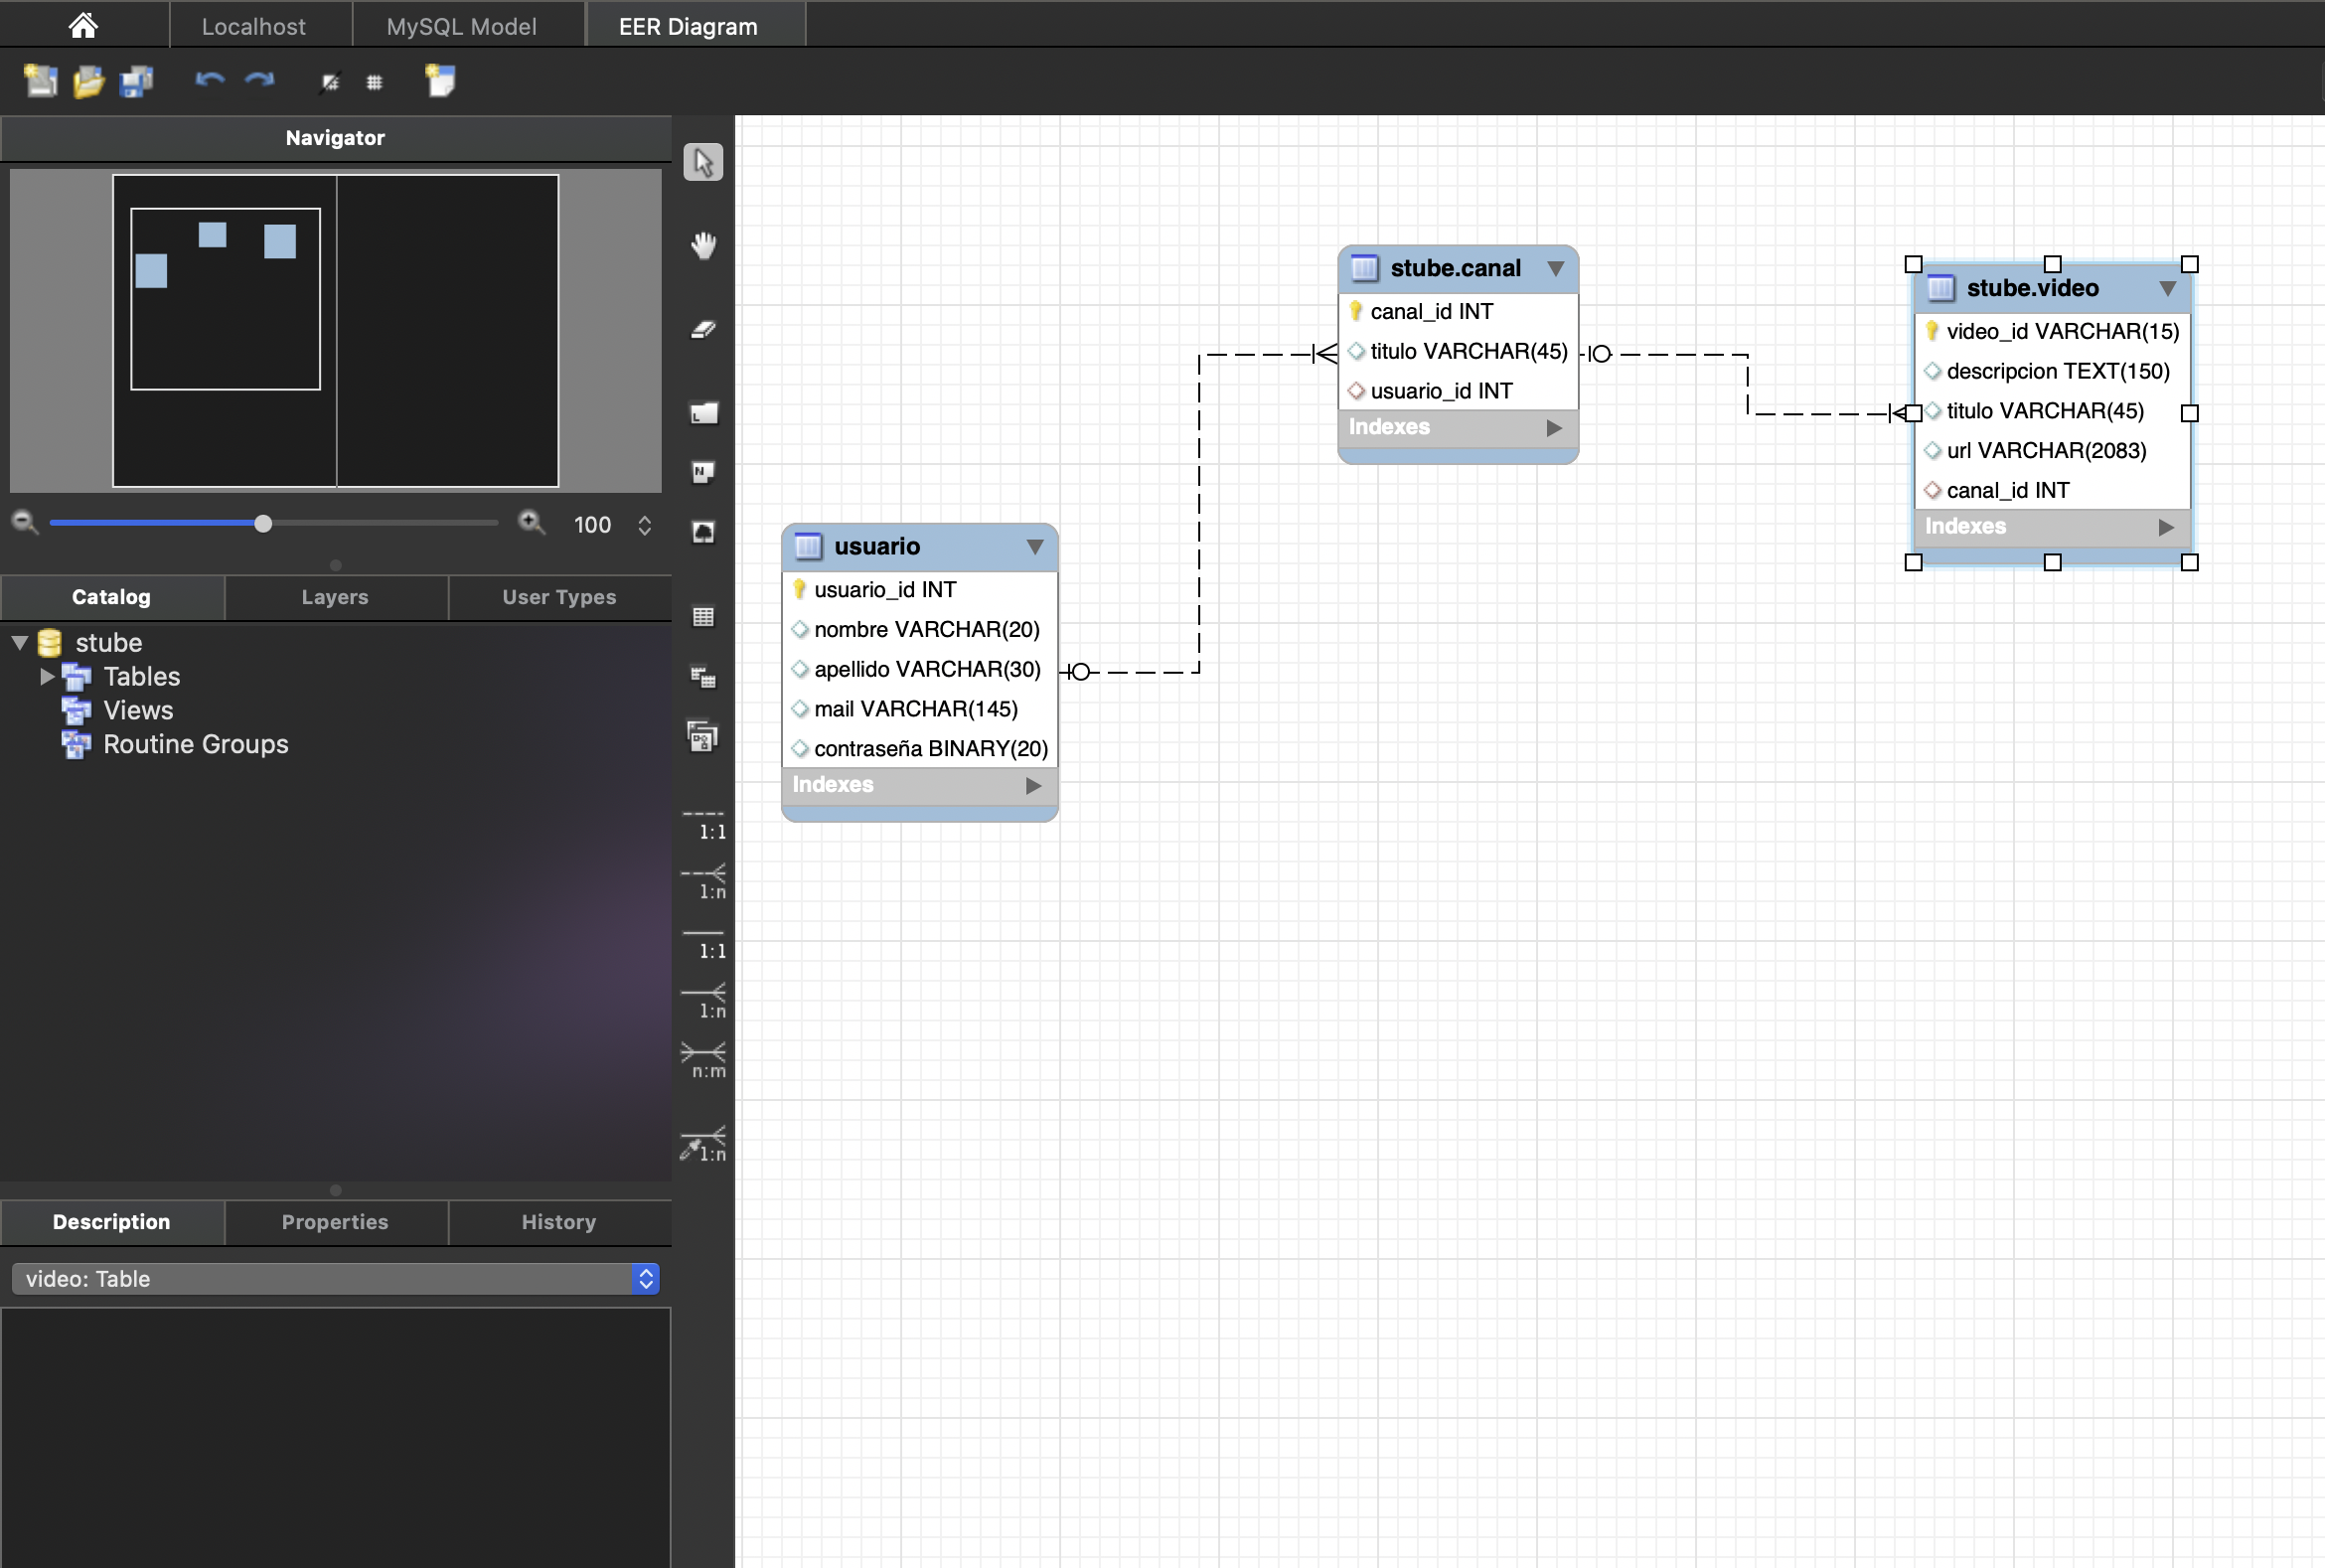 Localhost
MySQL Model
EER Diagram
Navigator
100
Catalog
Layers
User Types
stube
Tables
Views
Routine Groups
Description
Properties
History
video: Table
L
N
1:1
1:n
1:1
1:n
n:m
1:n
usuario
usuario_id INT
nombre VARCHAR(20)
apellido VARCHAR(30)
mail VARCHAR(145)
contraseña BINARY(20)
Indexes
stube.canal
canal_id INT
titulo VARCHAR(45)
usuario_id INT
Indexes
stube.video
video_id VARCHAR(15)
descripcion TEXT(150)
titulo VARCHAR(45)
url VARCHAR(2083)
canal_id INT
Indexes